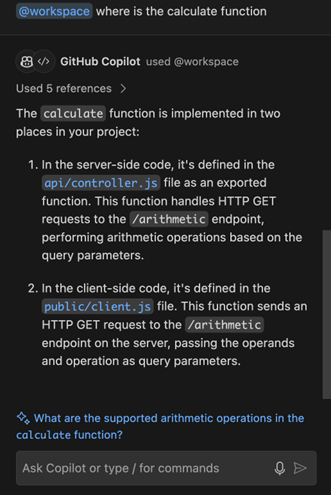 @workspace where is the calculate function
GitHub Copilot used @workspace
Used 5 references
The calculate function is implemented in two
places in your project:
1. In the server-side code, it's defined in the
api/controller.js file as an exported
function. This function handles HTTP GET
requests to the /arithmetic endpoint,
performing arithmetic operations based on the
query parameters.
2. In the client-side code, it's defined in the
public/client.js file. This function sends an
HTTP GET request to the /arithmetic
endpoint on the server, passing the operands
and operation as query parameters.
What are the supported arithmetic operations in the
calculate function?
Ask Copilot or type / for commands